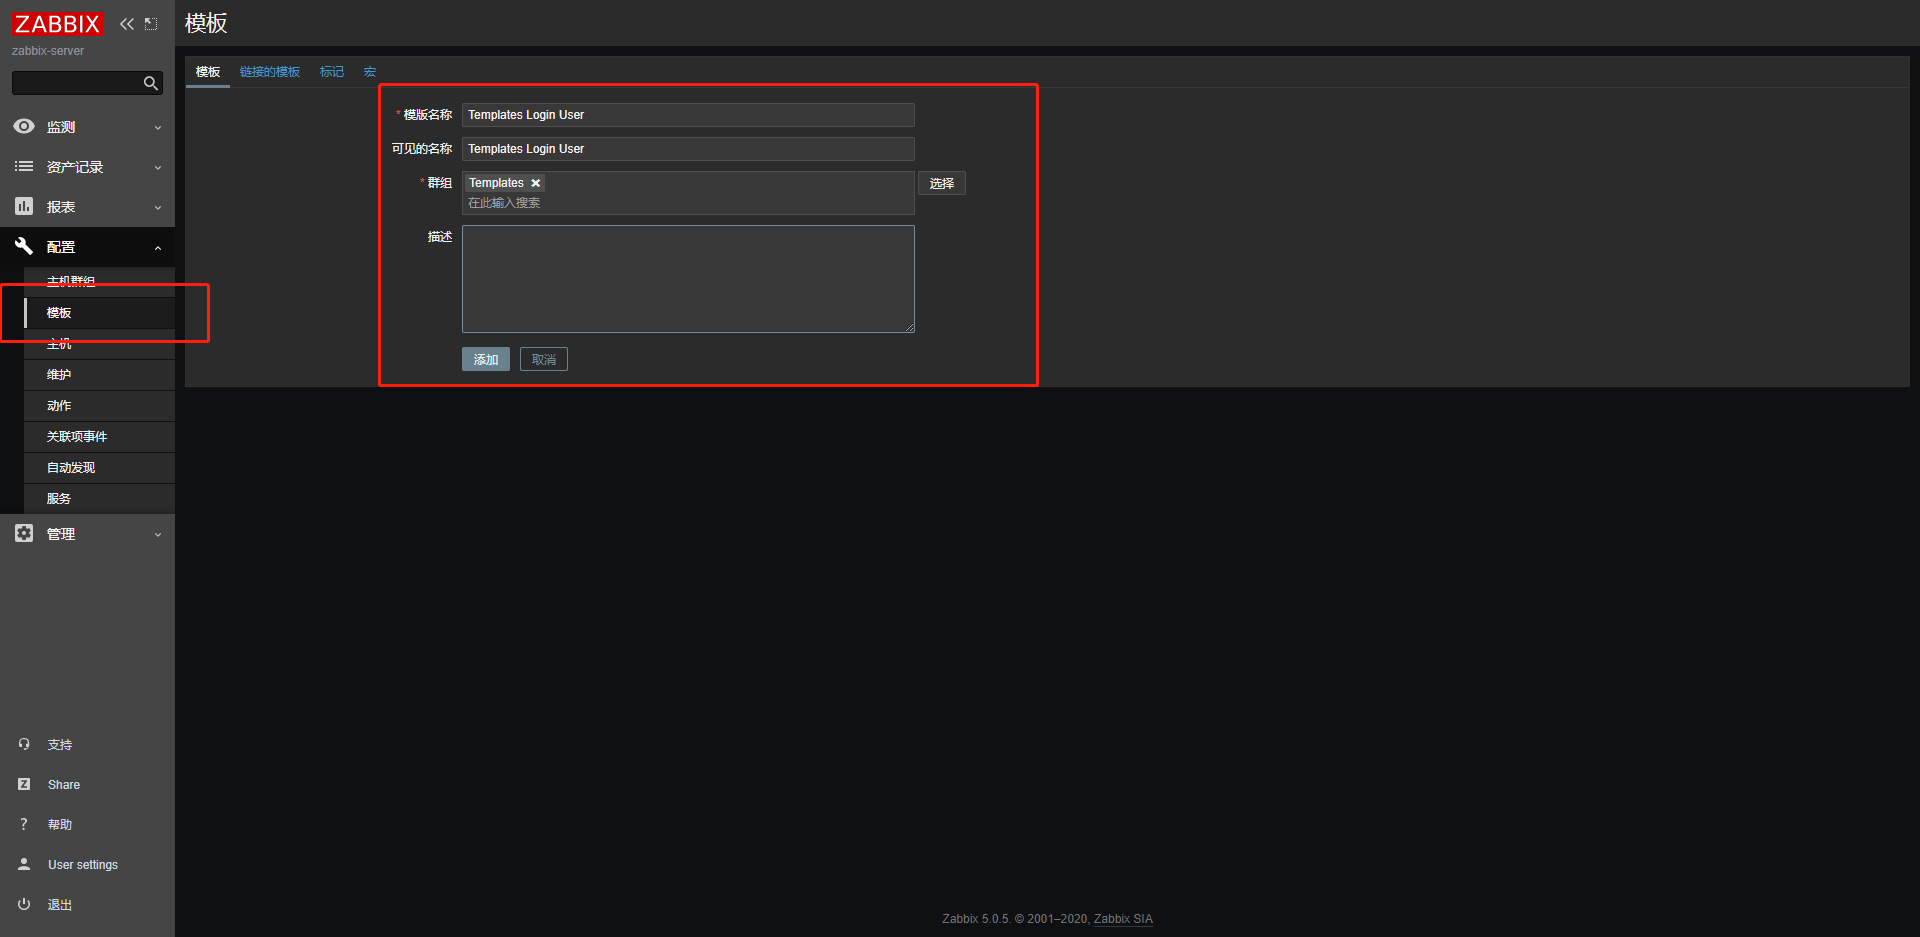 ZABBIX
zabbix-server
监测
资产记录
报表
配置
主机群组
模板
主机
维护
动作
关联项事件
自动发现
服务
管理
支持
Z Share
? 帮助
User settings
退出
模板
模板 链接的模板 标记 宏
* 模版名称 Templates Login User
可见的名称 Templates Login User
* 群组 Templates 选择
在此输入搜索
描述
添加 取消
Zabbix 5.0.5. © 2001–2020, Zabbix SIA